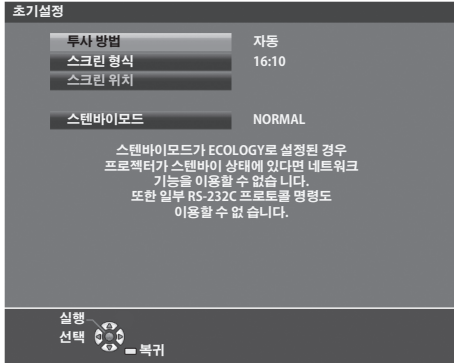 초기설정
투사 방법 자동
스크린 형식 16:10
스크린 위치
스텐바이모드 NORMAL
스텐바이모드가 ECOLOGY로 설정된 경우
프로젝터가 스텐바이 상태에 있다면 네트워크
기능을 이용할 수 없습 니다.
또한 일부 RS-232C 프로토콜 명령도
이용할 수 없 습니다.
실행
선택
복귀